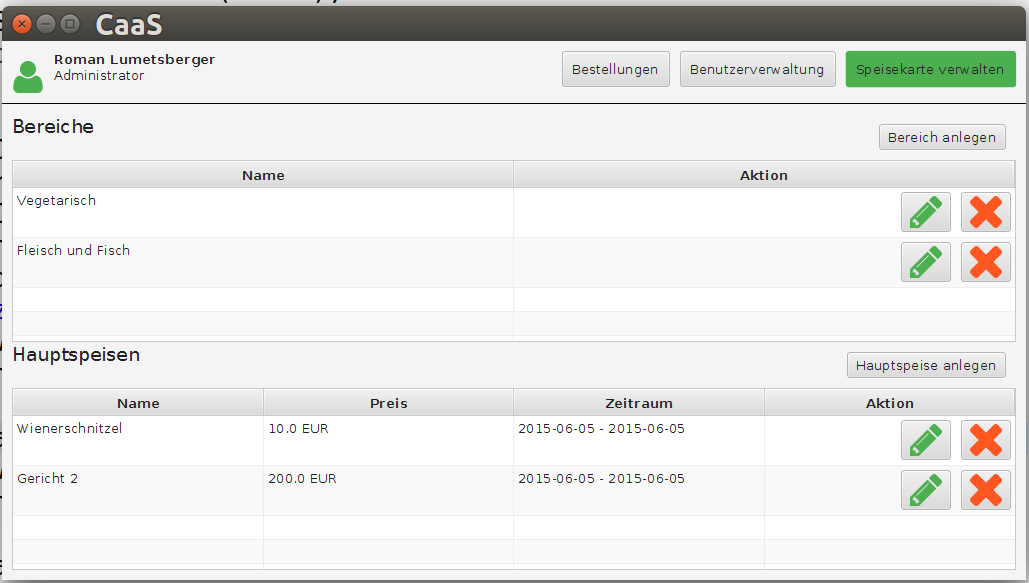 CaaS
Roman Lumetsberger
Administrator
Bestellungen Benutzerverwaltung Speisekarte verwalten
Bereiche
Bereich anlegen
Name Aktion
Vegetarisch
Fleisch und Fisch
Hauptspeisen
Hauptspeise anlegen
Name Preis Zeitraum Aktion
Wienerschnitzel 10.0 EUR 2015-06-05 - 2015-06-05
Gericht 2 200.0 EUR 2015-06-05 - 2015-06-05